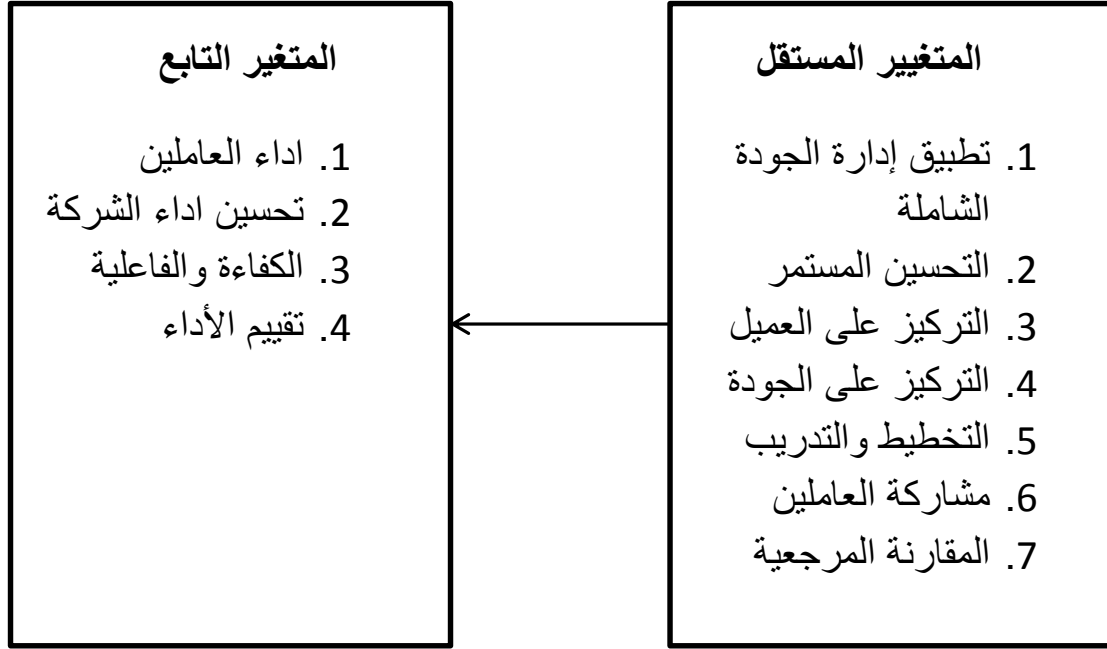 المتغيير المستقل
1. تطبيق إدارة الجودة
الشاملة
2. التحسين المستمر
3. التركيز على العميل
4. التركيز على الجودة
5. التخطيط والتدريب
6. مشاركة العاملين
7. المقارنة المرجعية
المتغير التابع
1. اداء العاملين
2. تحسين اداء الشركة
3. الكفاءة والفاعلية
4. تقييم الأداء